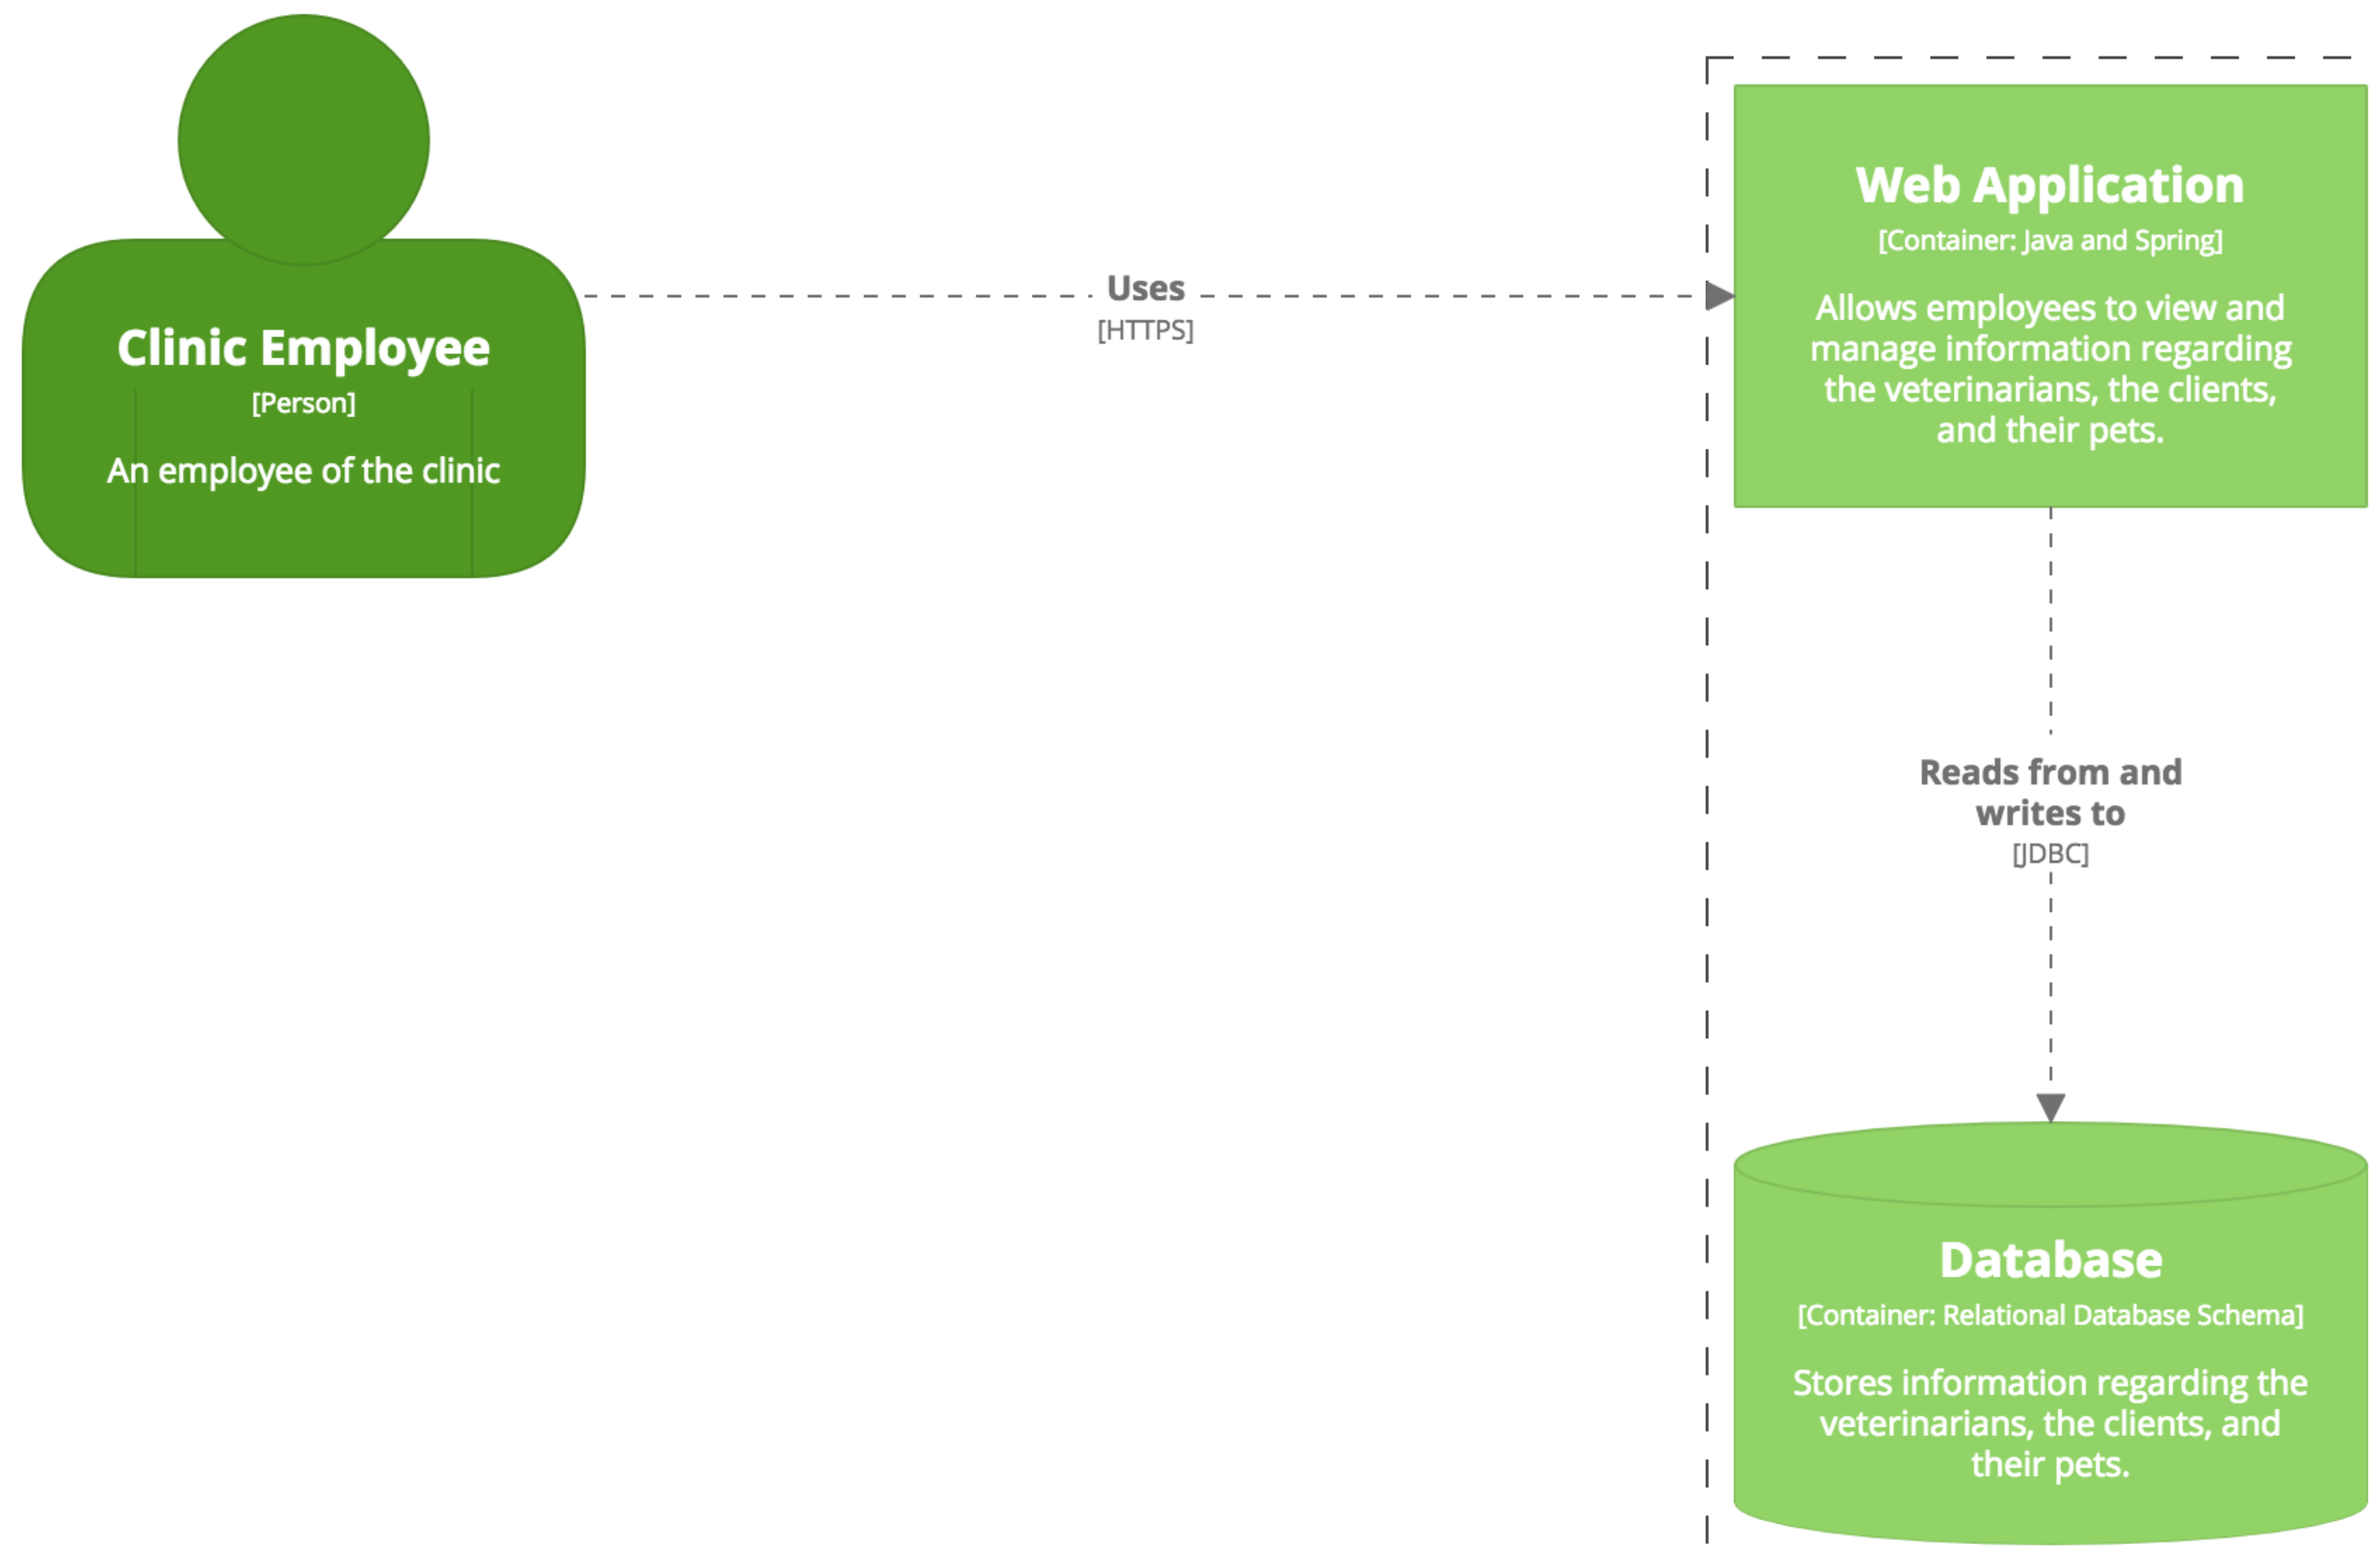 Clinic Employee
[Person]
An employee of the clinic
Uses
[HTTPS]
Web Application
[Container: Java and Spring]
Allows employees to view and
manage information regarding
the veterinarians, the clients,
and their pets.
Reads from and
writes to
[JDBC]
Database
[Container: Relational Database Schema]
Stores information regarding the
veterinarians, the clients, and
their pets.